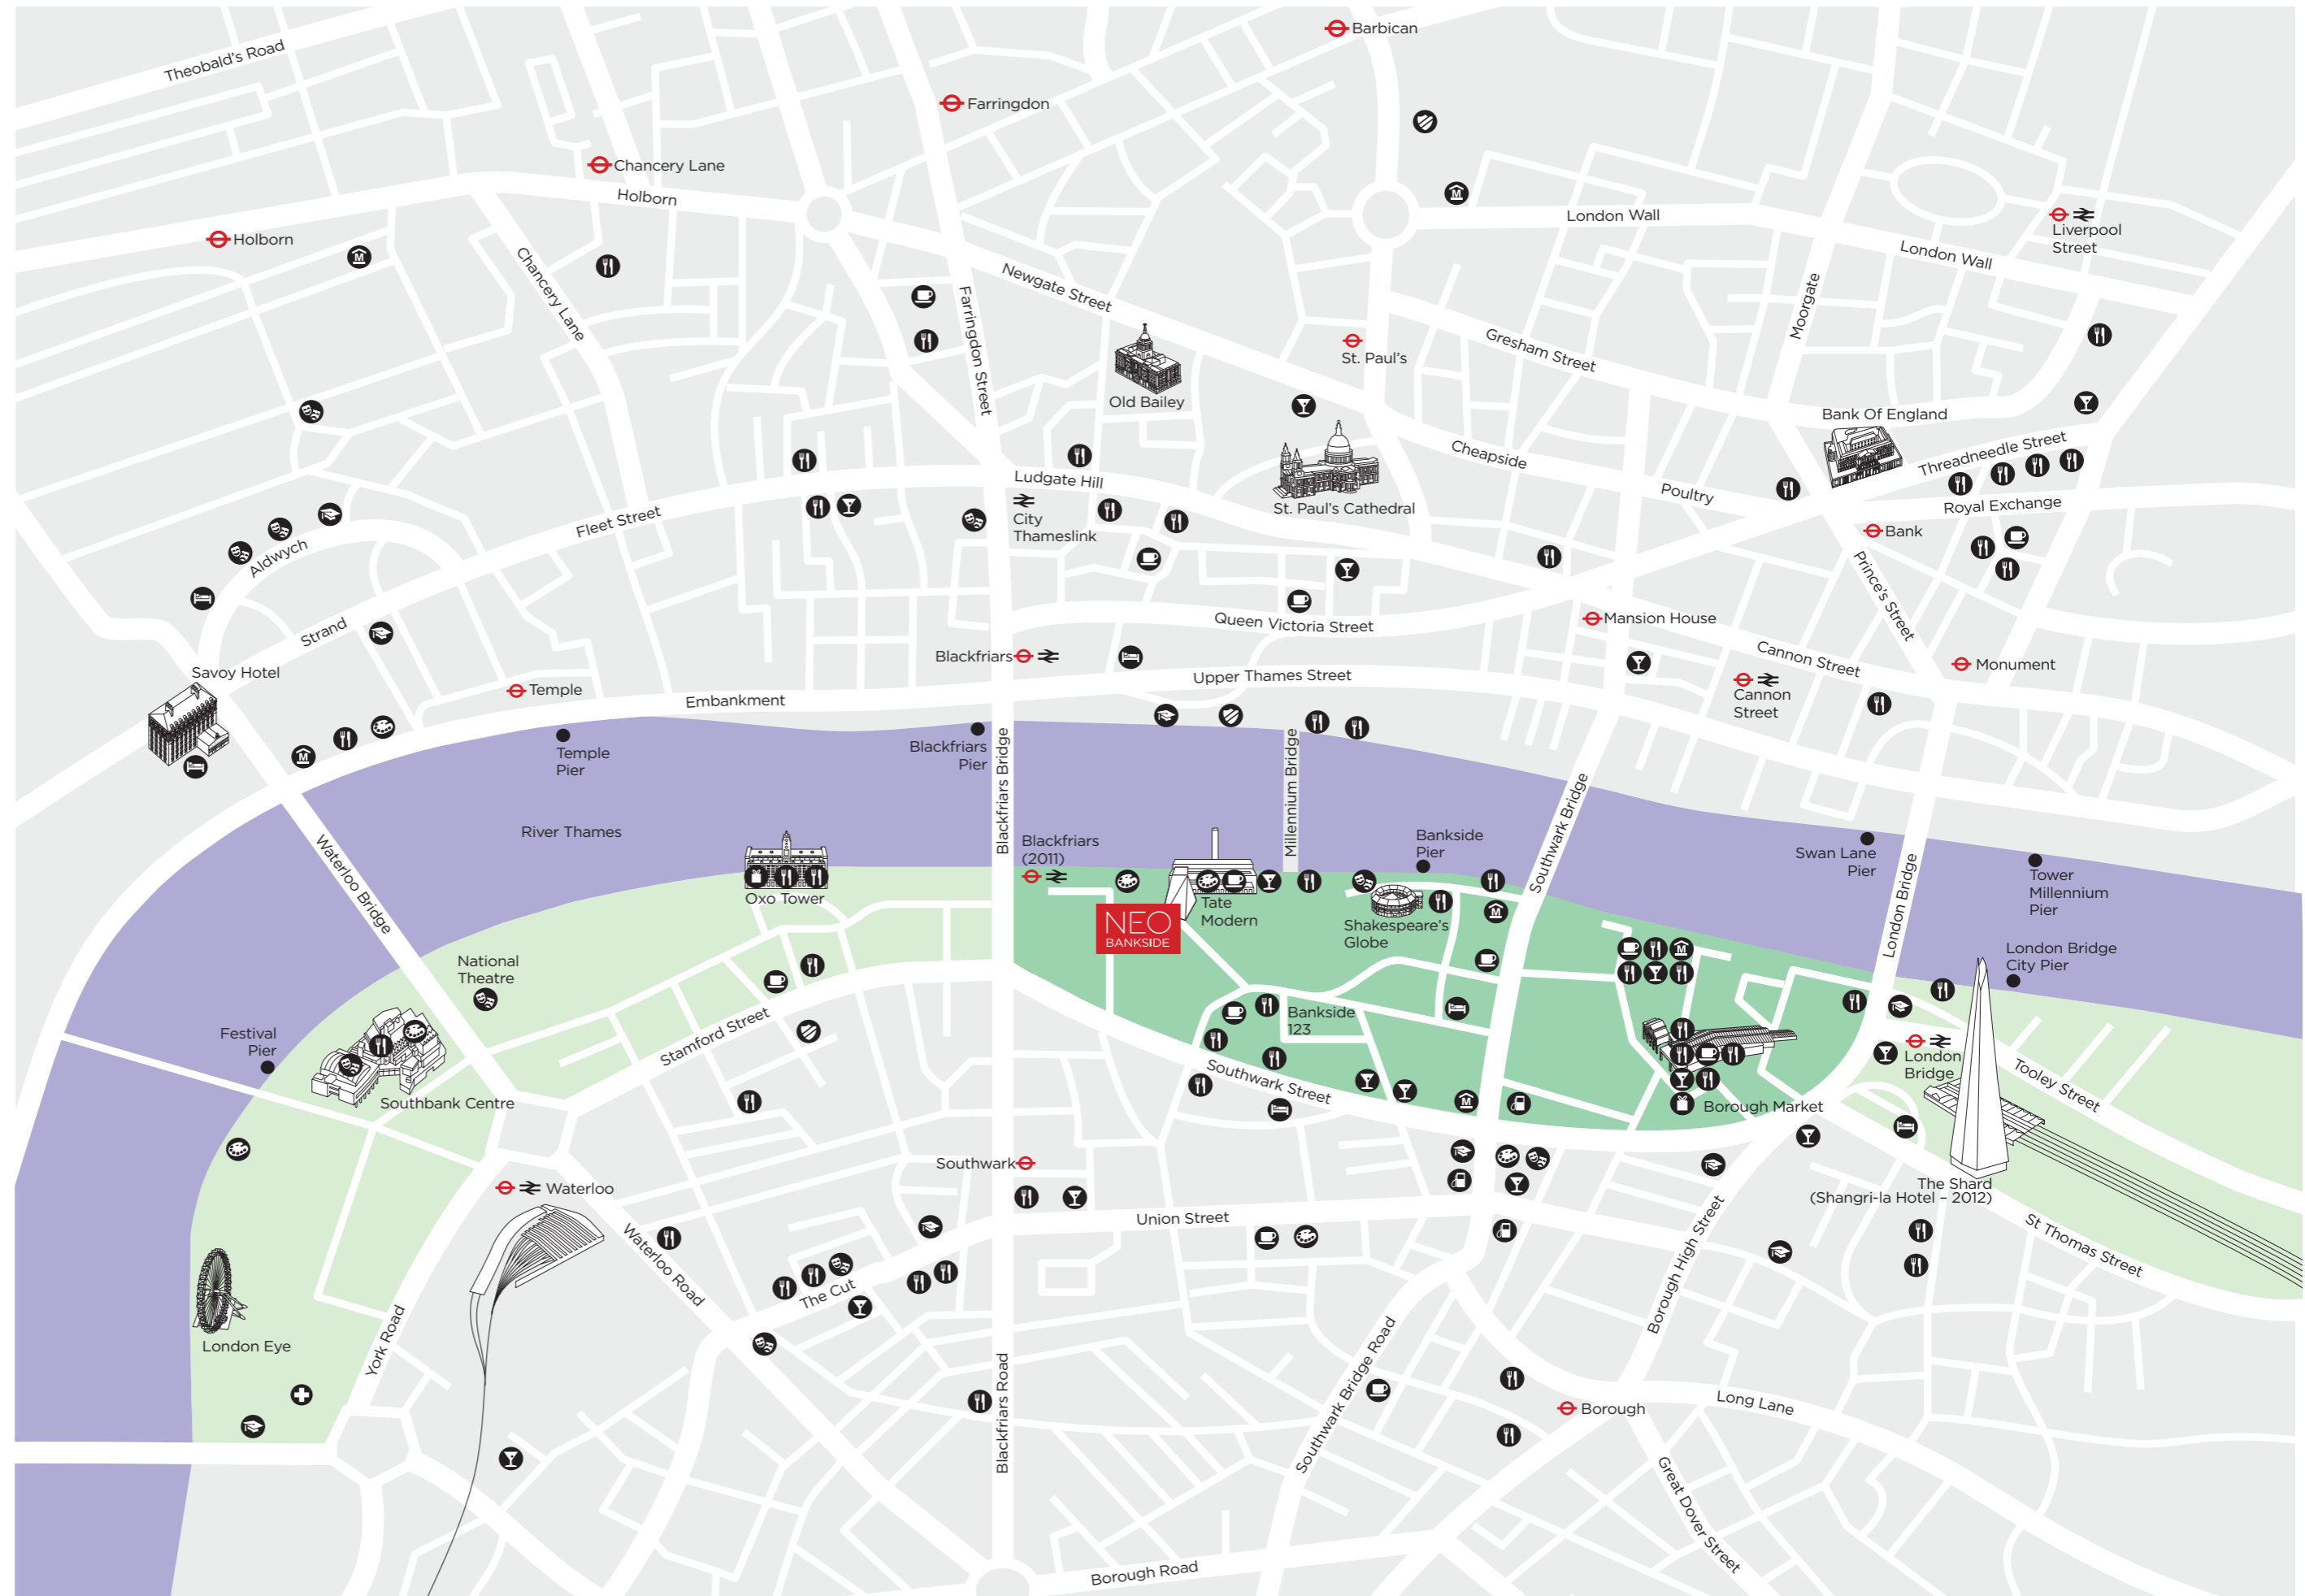 Barbican
Theobald's Road
Farringdon
Chancery Lane
Holborn
London Wall
Liverpool
Street
Holborn
London Wall
Chancery Lane
Newgate Street
Farringdon Street
Moorgate
Gresham Street
St. Paul's
Old Bailey
Bank Of England
Threadneedle Street
Cheapside
Ludgate Hill
Poultry
Royal Exchange
St. Paul's Cathedral
Fleet Street
City
Thameslink
Bank
Aldwych
Prince's Street
Queen Victoria Street
Mansion House
Strand
Blackfriars
Cannon Street
Monument
Savoy Hotel
Temple
Upper Thames Street
Embankment
Cannon
Street
Temple
Pier
Blackfriars
Pier
Blackfriars Bridge
Millennium Bridge
Southwark Bridge
River Thames
Waterloo Bridge
Blackfriars
(2011)
Bankside
Pier
Swan Lane
Pier
Tower
Millennium
Pier
London Bridge
Oxo Tower
Tate
Modern
NEO
BANKSIDE
Shakespeare's
Globe
London Bridge
City Pier
National
Theatre
Bankside
123
Festival
Pier
Stamford Street
London
Bridge
Tooley Street
Southwark Street
Southbank Centre
Borough Market
Southwark
Waterloo
The Shard
(Shangri-la Hotel – 2012)
Union Street
Waterloo Road
Borough High Street
St Thomas Street
The Cut
London Eye
York Road
Blackfriars Road
Southwark Bridge Road
Borough
Long Lane
Great Dover Street
Borough Road
M
M
M
M
M
M